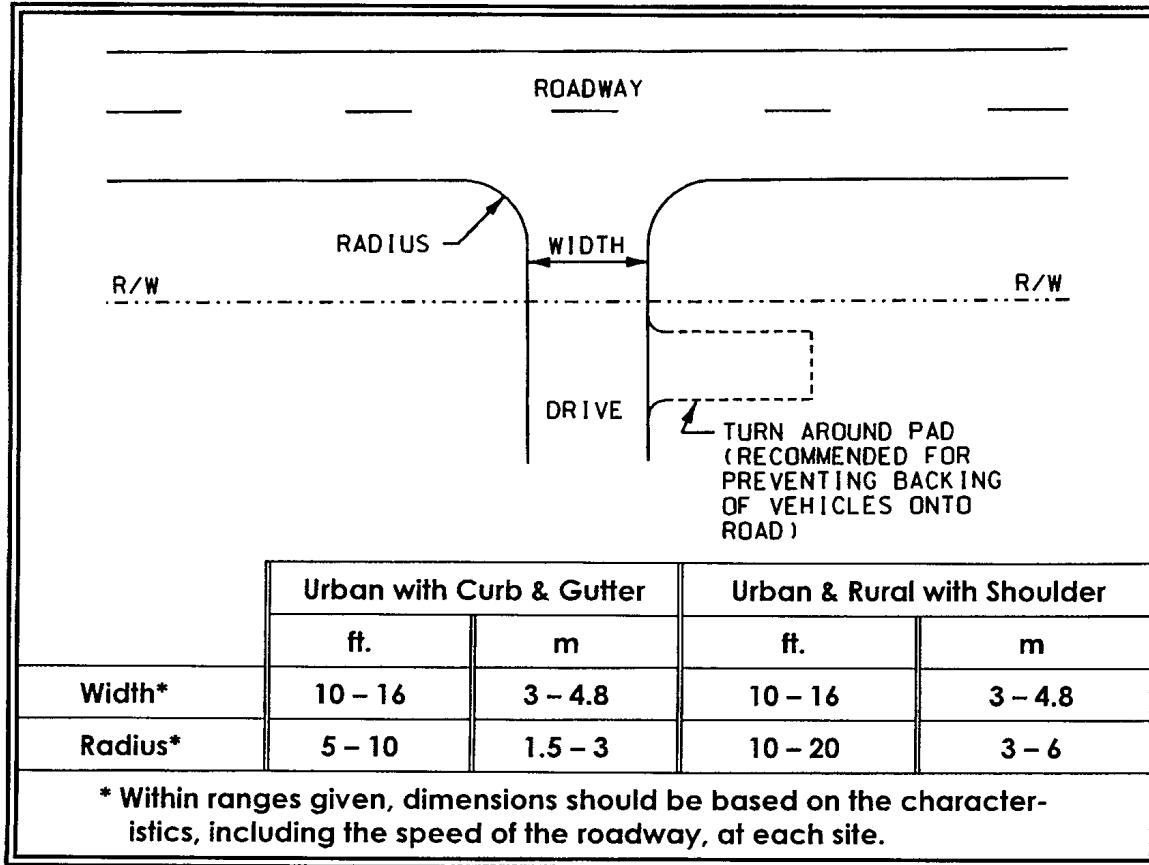 ROADWAY
RADIUS
WIDTH
R/W
R/W
DRIVE
TURN AROUND PAD
(RECOMMENDED FOR
PREVENTING BACKING
OF VEHICLES ONTO
ROAD)
Urban with Curb & Gutter Urban & Rural with Shoulder
ft. m ft. m
Width* 10 – 16 3 – 4.8 10 – 16 3 – 4.8
Radius* 5 – 10 1.5 – 3 10 – 20 3 – 6
* Within ranges given, dimensions should be based on the character-
istics, including the speed of the roadway, at each site.